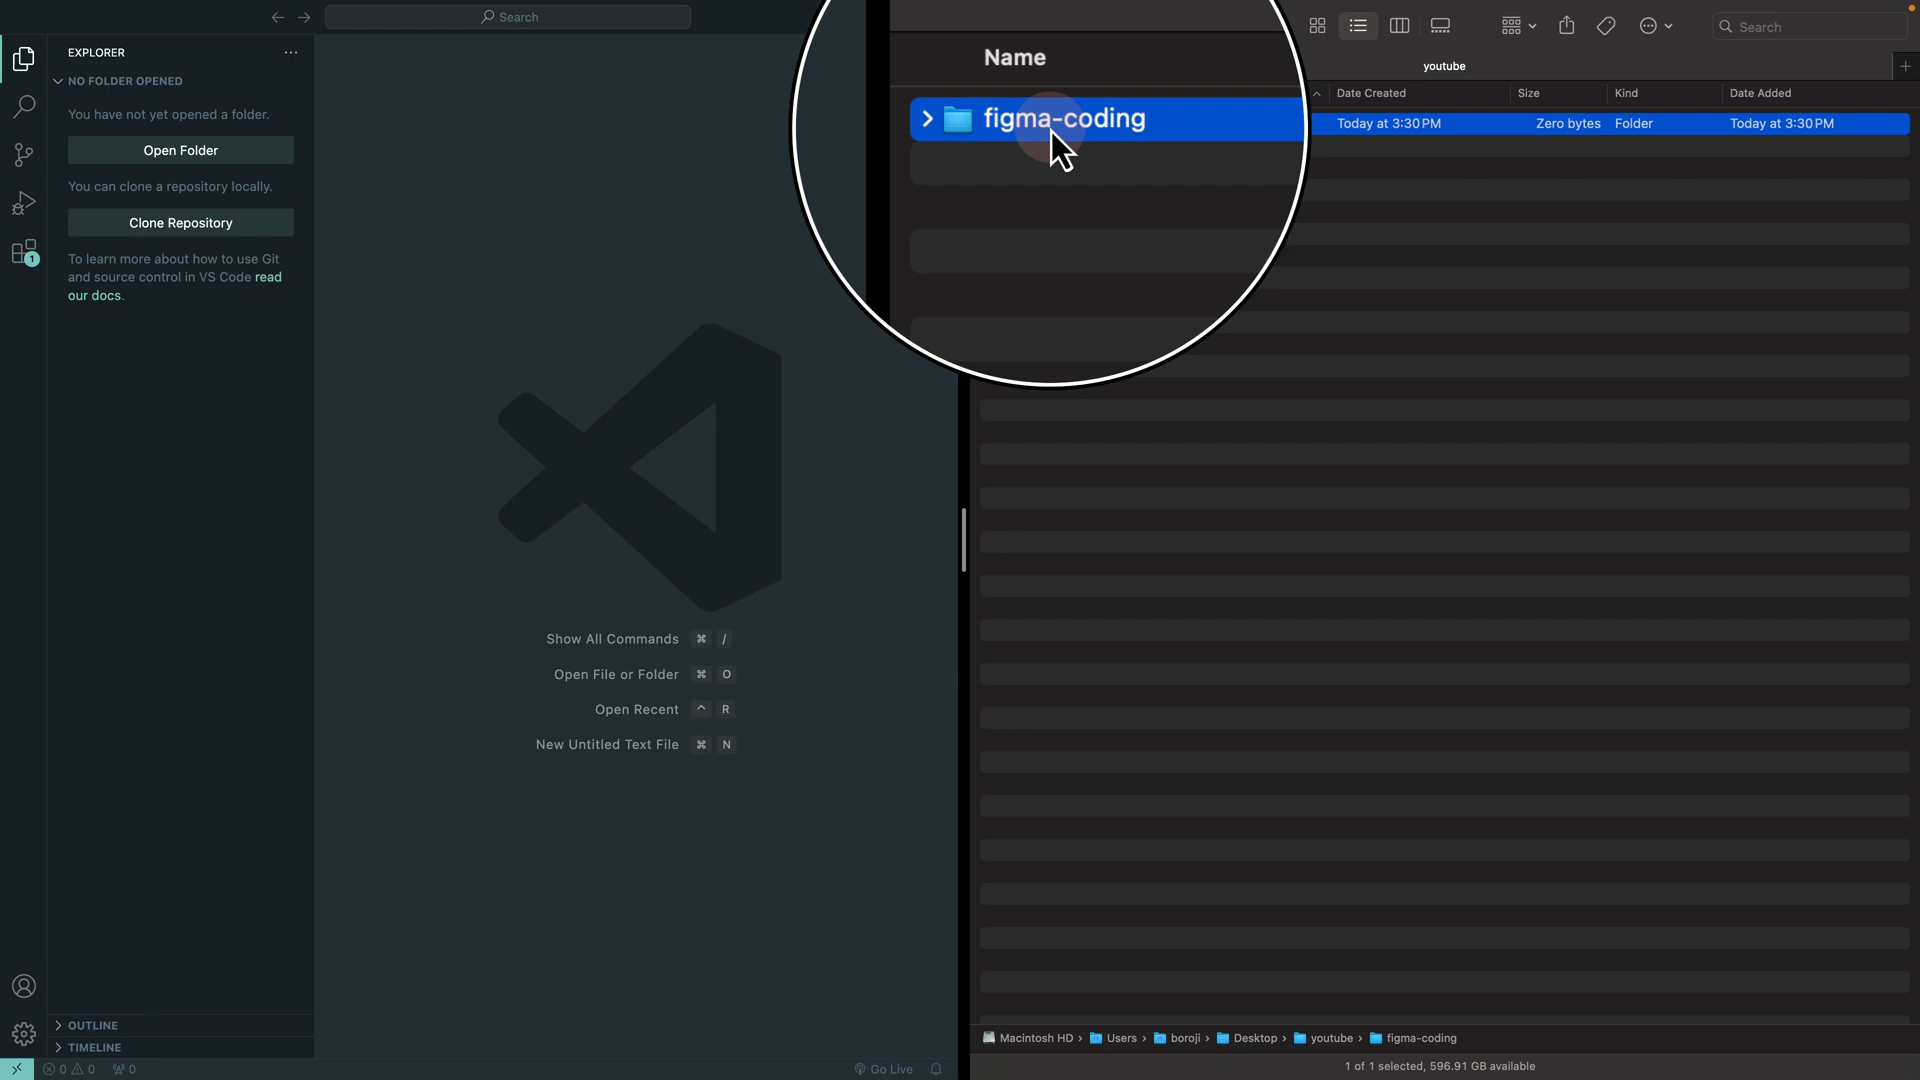 Search
EXPLORER
NO FOLDER OPENED
You have not yet opened a folder.
Open Folder
You can clone a repository locally.
Clone Repository
To learn more about how to use Git
and source control in VS Code read
our docs.
1
Show All Commands ⌘ /
Open File or Folder ⌘ O
Open Recent ^ R
New Untitled Text File ⌘ N
OUTLINE
TIMELINE
0 0 0
Go Live
Search
youtube
Name
Date Created Size Kind Date Added
figma-coding
Today at 3:30 PM Zero bytes Folder Today at 3:30 PM
Macintosh HD › Users › boroji › Desktop › youtube › figma-coding
1 of 1 selected, 596.91 GB available